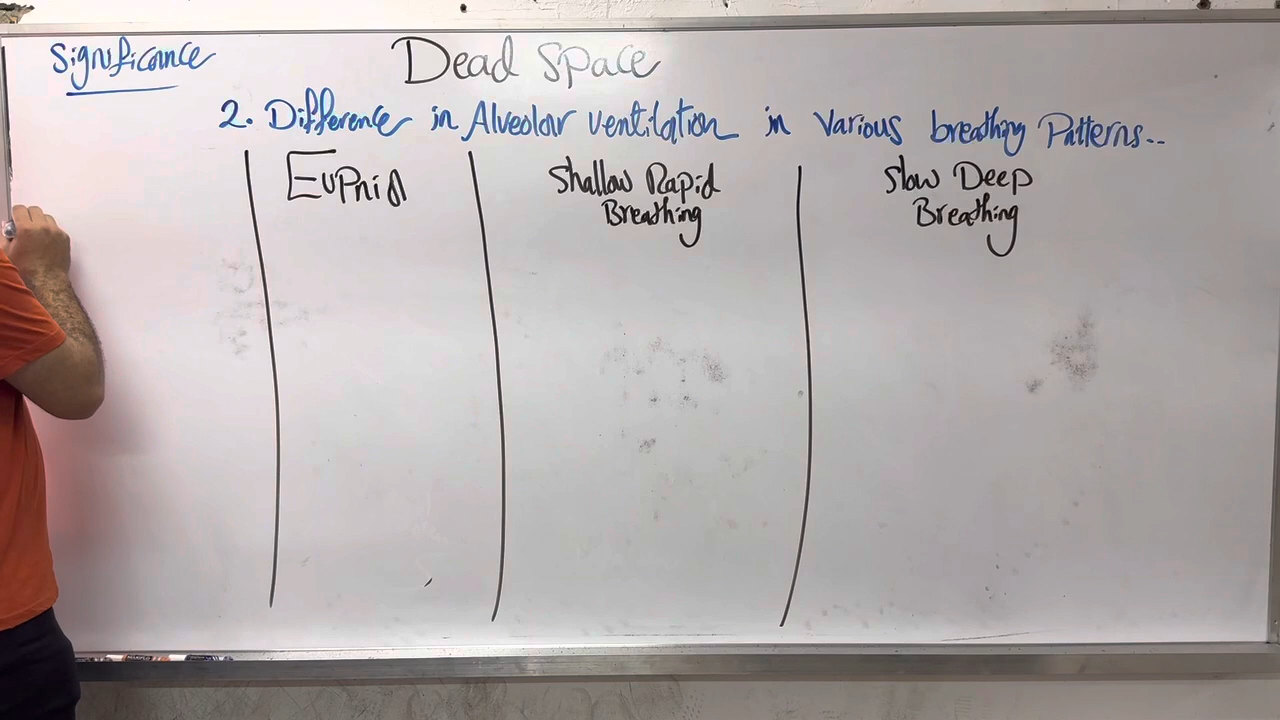 Significance
Dead Space
2. Difference in Alveolar ventilation in various breathing Patterns..
Eupnia
Shallow Rapid
Breathing
Slow Deep
Breathing